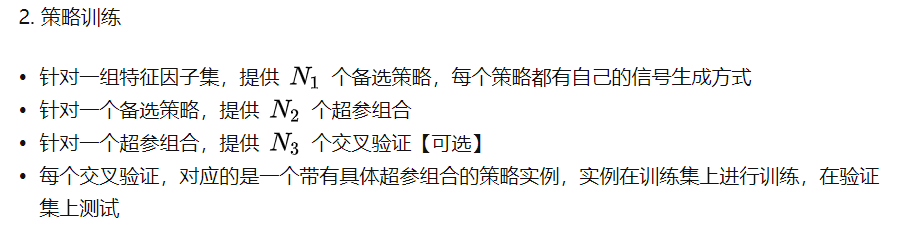 2. 策略训练
• 针对一组特征因子集，提供 N₁ 个备选策略，每个策略都有自己的信号生成方式
• 针对一个备选策略，提供 N₂ 个超参组合
• 针对一个超参组合，提供 N₃ 个交叉验证【可选】
• 每个交叉验证，对应的是一个带有具体超参组合的策略实例，实例在训练集上进行训练，在验证
集上测试